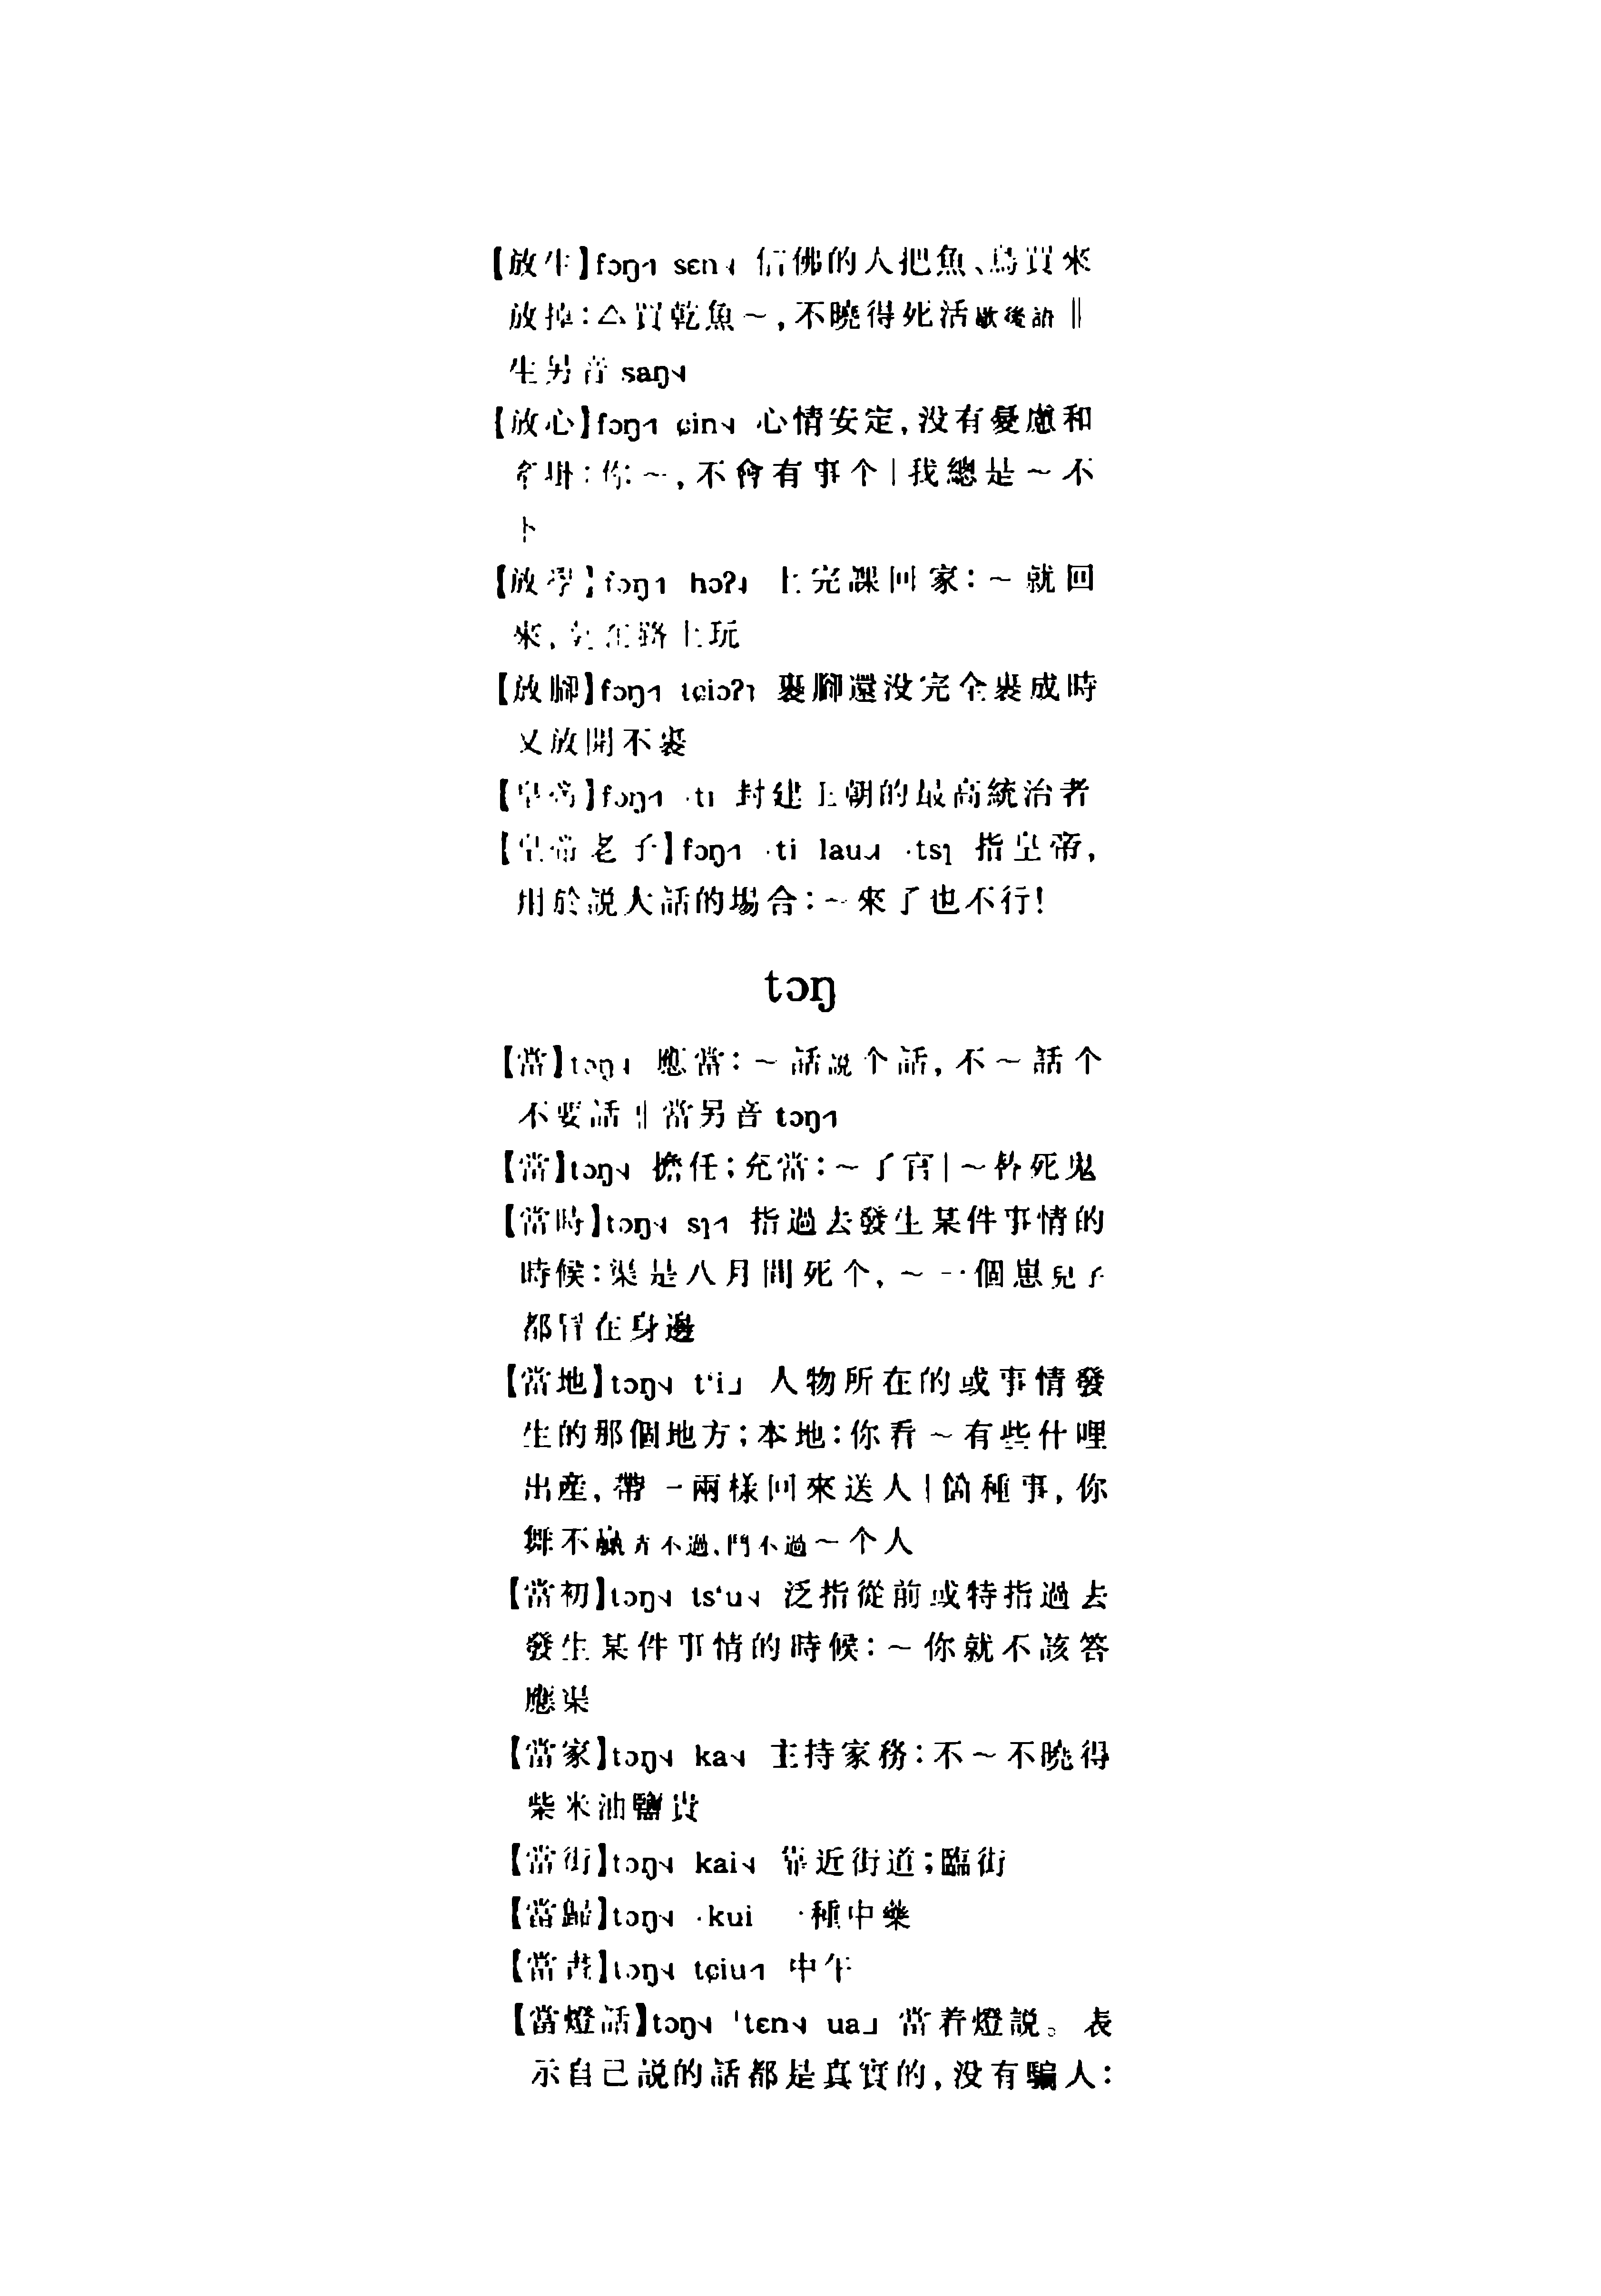 【放生】fɔŋ˧ sɛn˨ 信佛的人把魚、鳥買來
放掉：△買乾魚～，不曉得死活歇後語‖
生另音 saŋ˨
【放心】fɔŋ˧ ɕin˨ 心情安定，没有憂慮和
牽掛：你～，不會有事个｜我總是～不
下
【放學】fɔŋ˧ hɔʔ˨ 上完課回家：～就回
來，在路上玩
【放腳】fɔŋ˧ tɕiɔʔ˥ 裹腳還没完全裹成時
又放開不裹
【皇帝】fɔŋ˧ ·ti 封建王朝的最高統治者
【皇帝老子】fɔŋ˧ ·ti lau˨ ·tsɿ 指皇帝，
用於説大話的場合：～來了也不行！
tɔŋ
【當】tɔŋ˨ 應當：～話説个話，不～話个
不要話‖當另音 tɔŋ˧
【當】tɔŋ˨ 擔任；充當：～了官｜～替死鬼
【當時】tɔŋ˨ sɿ˧ 指過去發生某件事情的
時候：渠是八月間死个，～一個崽兒子
都冒在身邊
【當地】tɔŋ˨ tʻi˩ 人物所在的或事情發
生的那個地方；本地：你看～有些什哩
出産，帶一兩樣回來送人｜箇種事，你
舞不贏弄不過，鬥不過～个人
【當初】tɔŋ˨ tsʻu˨ 泛指從前或特指過去
發生某件事情的時候：～你就不該答
應渠
【當家】tɔŋ˨ ka˨ 主持家務：不～不曉得
柴米油鹽貴
【當街】tɔŋ˨ kai˨ 靠近街道；臨街
【當歸】tɔŋ˨ ·kui 一種中藥
【當晝】tɔŋ˨ tɕiu˧ 中午
【當燈話】tɔŋ˨ ˈtɛn˨ ua˩ 當着燈説。表
示自己説的話都是真實的，没有騙人：